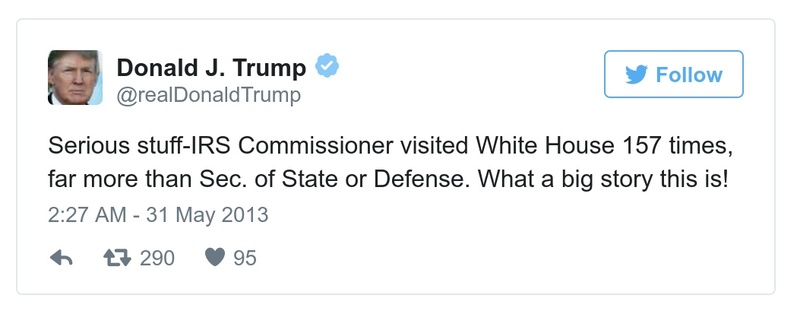 Donald J. Trump
@realDonaldTrump
Follow
Serious stuff-IRS Commissioner visited White House 157 times,
far more than Sec. of State or Defense. What a big story this is!
2:27 AM - 31 May 2013
290 95